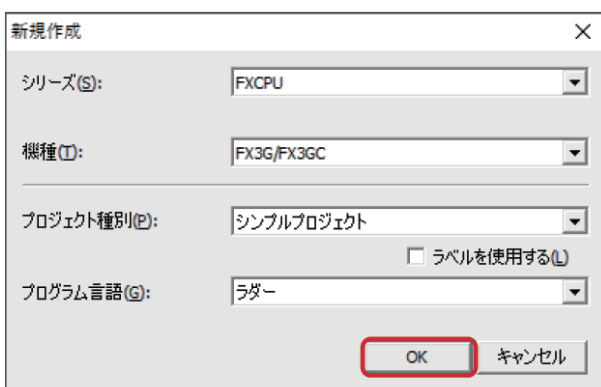 新規作成
シリーズ(S): FXCPU
機種(T): FX3G/FX3GC
プロジェクト種別(P): シンプルプロジェクト
ラベルを使用する(L)
プログラム言語(G): ラダー
OK キャンセル